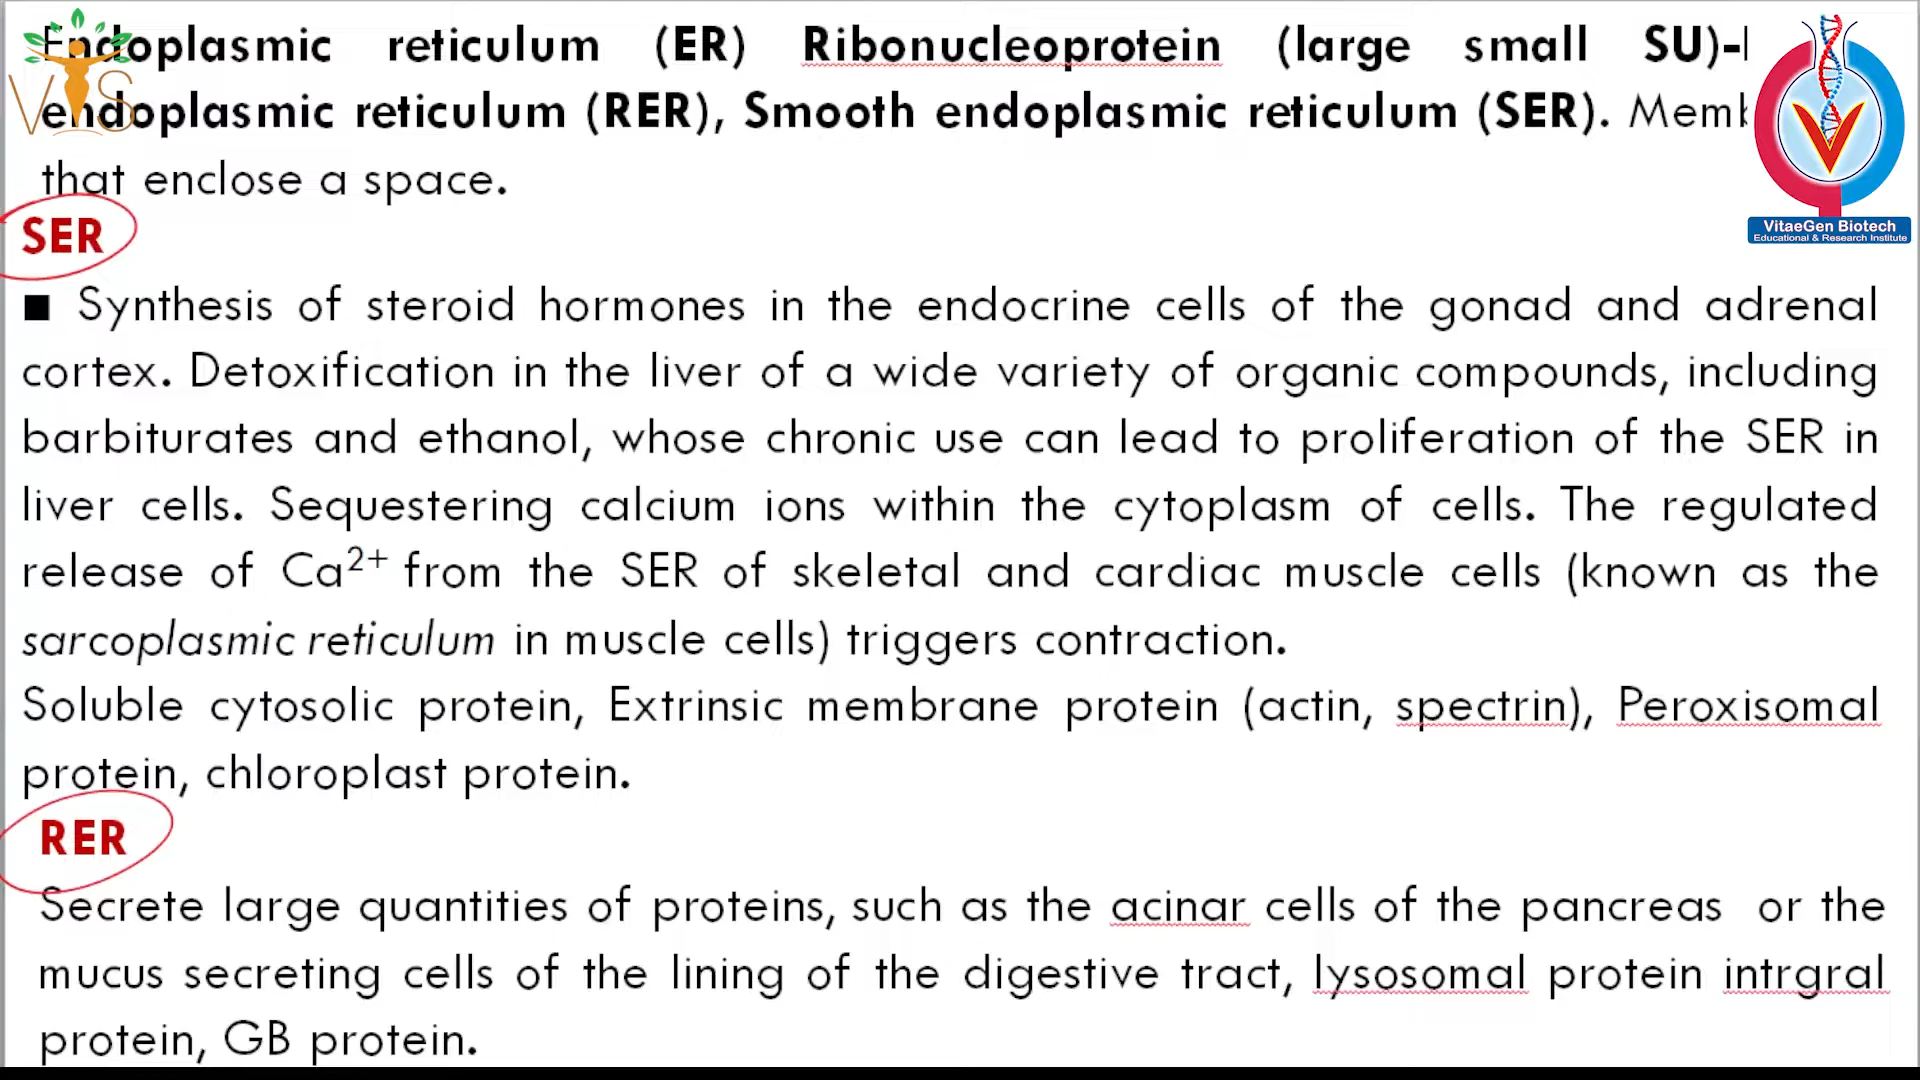 Endoplasmic reticulum (ER) Ribonucleoprotein (large small SU)-
endoplasmic reticulum (RER), Smooth endoplasmic reticulum (SER).
that enclose a space.
SER
■ Synthesis of steroid hormones in the endocrine cells of the gonad and adrenal
cortex. Detoxification in the liver of a wide variety of organic compounds, including
barbiturates and ethanol, whose chronic use can lead to proliferation of the SER in
liver cells. Sequestering calcium ions within the cytoplasm of cells. The regulated
release of Ca²⁺ from the SER of skeletal and cardiac muscle cells (known as the
sarcoplasmic reticulum in muscle cells) triggers contraction.
Soluble cytosolic protein, Extrinsic membrane protein (actin, spectrin), Peroxisomal
protein, chloroplast protein.
RER
Secrete large quantities of proteins, such as the acinar cells of the pancreas or the
mucus secreting cells of the lining of the digestive tract, lysosomal protein intrgral
protein, GB protein.
VIS
VitaeGen Biotech
Educational & Research Institute